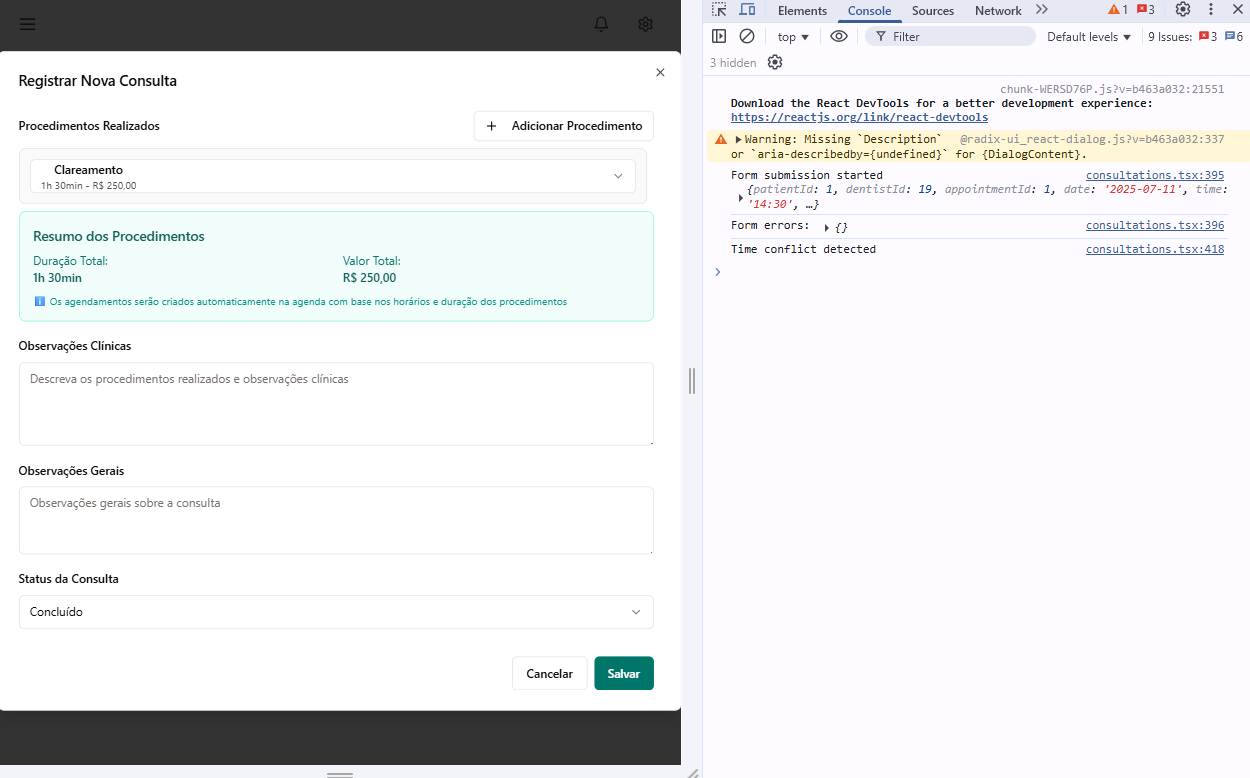 Registrar Nova Consulta
Procedimentos Realizados
Adicionar Procedimento
Clareamento
1h 30min - R$ 250,00
Resumo dos Procedimentos
Duração Total:
Valor Total:
1h 30min
R$ 250,00
Os agendamentos serão criados automaticamente na agenda com base nos horários e duração dos procedimentos
Observações Clínicas
Descreva os procedimentos realizados e observações clínicas
Observações Gerais
Observações gerais sobre a consulta
Status da Consulta
Concluído
Cancelar
Salvar
Elements Console Sources Network 1 3
top Filter Default levels 9 Issues: 3 6
3 hidden
chunk-WERSD76P.js?v=b463a032:21551
Download the React DevTools for a better development experience:
https://reactjs.org/link/react-devtools
Warning: Missing `Description` @radix-ui_react-dialog.js?v=b463a032:337
or `aria-describedby={undefined}` for {DialogContent}.
Form submission started consultations.tsx:395
{patientId: 1, dentistId: 19, appointmentId: 1, date: '2025-07-11', time:
'14:30', …}
Form errors: {} consultations.tsx:396
Time conflict detected consultations.tsx:418